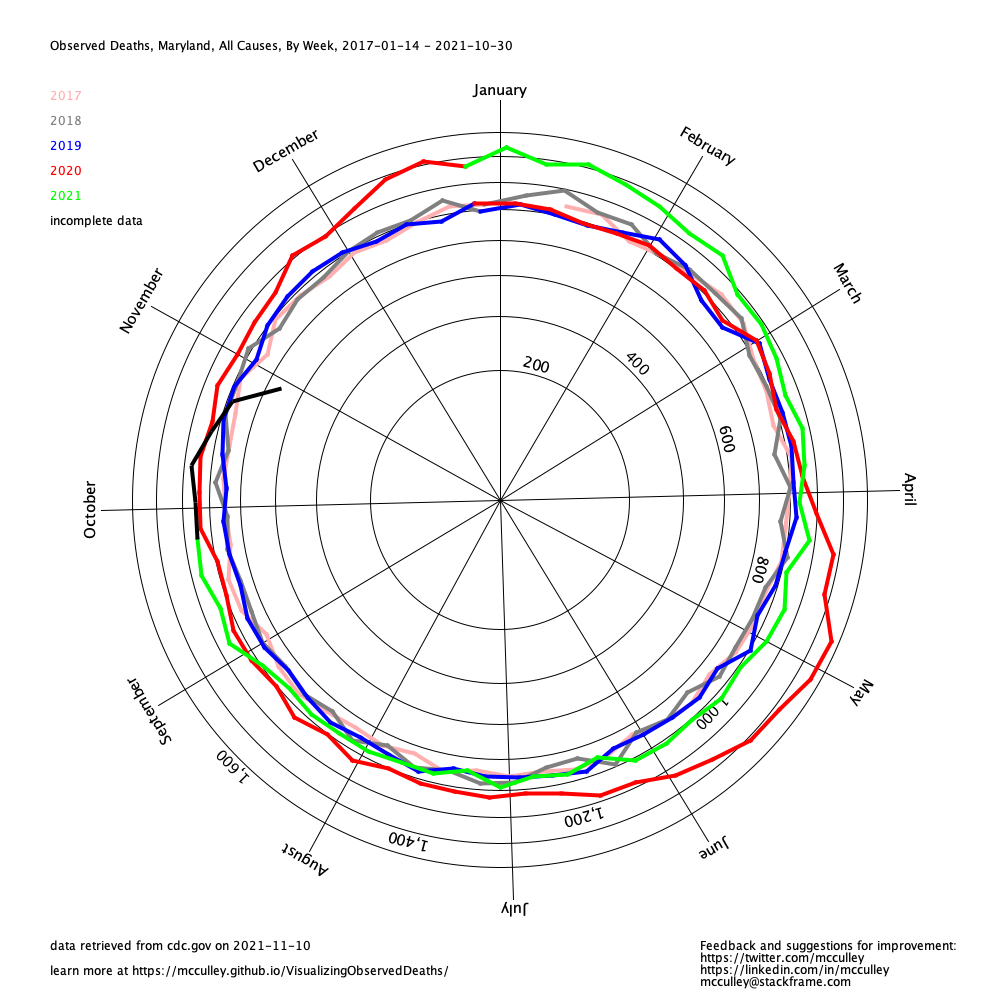 Observed Deaths, Maryland, All Causes, By Week, 2017-01-14 - 2021-10-30
2017
2018
2019
2020
2021
incomplete data
January
February
March
April
May
June
July
August
September
October
November
December
200
400
600
800
1,000
1,200
1,400
1,600
data retrieved from cdc.gov on 2021-11-10
learn more at https://mcculley.github.io/VisualizingObservedDeaths/
Feedback and suggestions for improvement:
https://twitter.com/mcculley
https://linkedin.com/in/mcculley
mcculley@stackframe.com